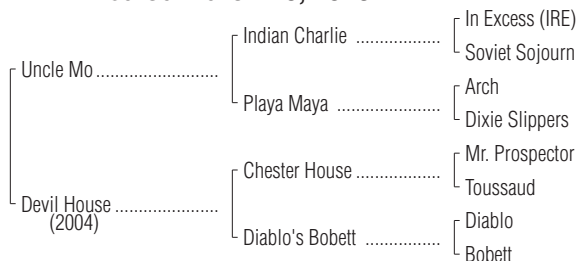 In Excess (IRE)
Indian Charlie ..................
Soviet Sojourn
Uncle Mo ..........................
Arch
Playa Maya ......................
Dixie Slippers
Mr. Prospector
Chester House ..................
Toussaud
Devil House ......................
(2004)
Diablo
Diablo's Bobett ................
Bobett